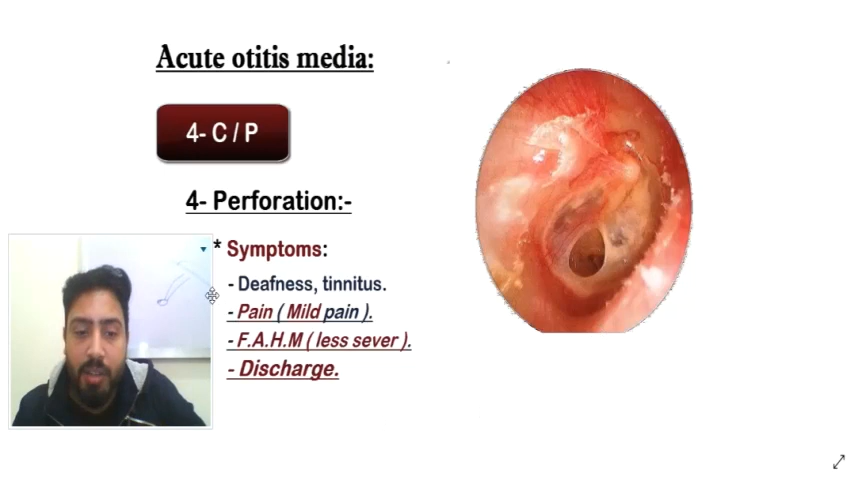 Acute otitis media:
4- C / P
4- Perforation:-
* Symptoms:
- Deafness, tinnitus.
- Pain ( Mild pain ).
- F.A.H.M ( less sever ).
- Discharge.